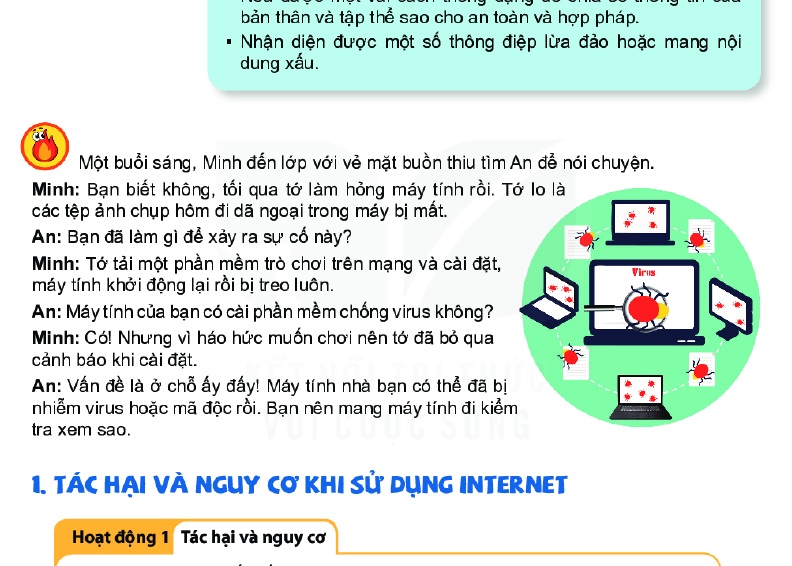 bản thân và tập thể sao cho an toàn và hợp pháp.
▪ Nhận diện được một số thông điệp lừa đảo hoặc mang nội
dung xấu.
Một buổi sáng, Minh đến lớp với vẻ mặt buồn thiu tìm An để nói chuyện.
Minh: Bạn biết không, tối qua tớ làm hỏng máy tính rồi. Tớ lo là
các tệp ảnh chụp hôm đi dã ngoại trong máy bị mất.
An: Bạn đã làm gì để xảy ra sự cố này?
Minh: Tớ tải một phần mềm trò chơi trên mạng và cài đặt,
máy tính khởi động lại rồi bị treo luôn.
An: Máy tính của bạn có cài phần mềm chống virus không?
Minh: Có! Nhưng vì háo hức muốn chơi nên tớ đã bỏ qua
cảnh báo khi cài đặt.
An: Vấn đề là ở chỗ ấy đấy! Máy tính nhà bạn có thể đã bị
nhiễm virus hoặc mã độc rồi. Bạn nên mang máy tính đi kiểm
tra xem sao.
Virus
KẾT NỐI TRI THỨC
VỚI CUỘC SỐNG
1. TÁC HẠI VÀ NGUY CƠ KHI SỬ DỤNG INTERNET
Hoạt động 1 Tác hại và nguy cơ